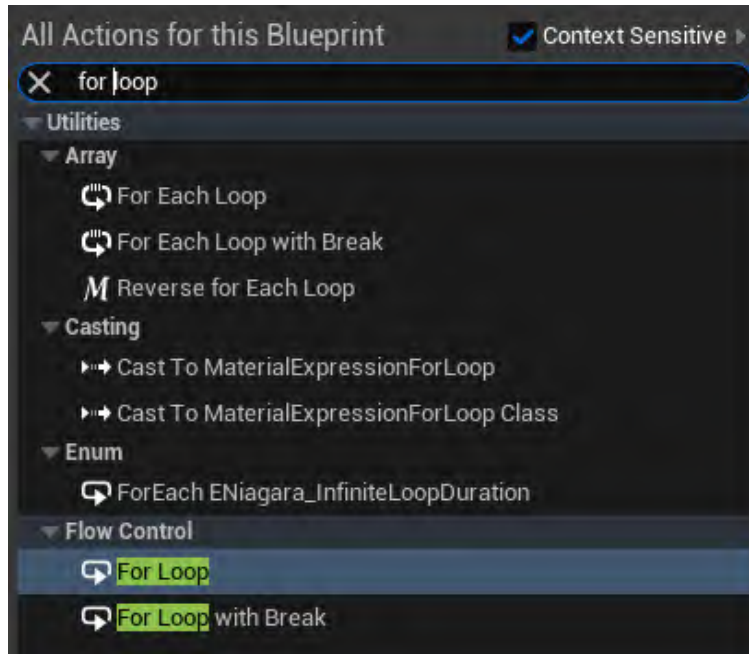 All Actions for this Blueprint Context Sensitive
for loop
Utilities
Array
For Each Loop
For Each Loop with Break
Reverse for Each Loop
Casting
Cast To MaterialExpressionForLoop
Cast To MaterialExpressionForLoop Class
Enum
ForEach ENiagara_InfiniteLoopDuration
Flow Control
For Loop
For Loop with Break